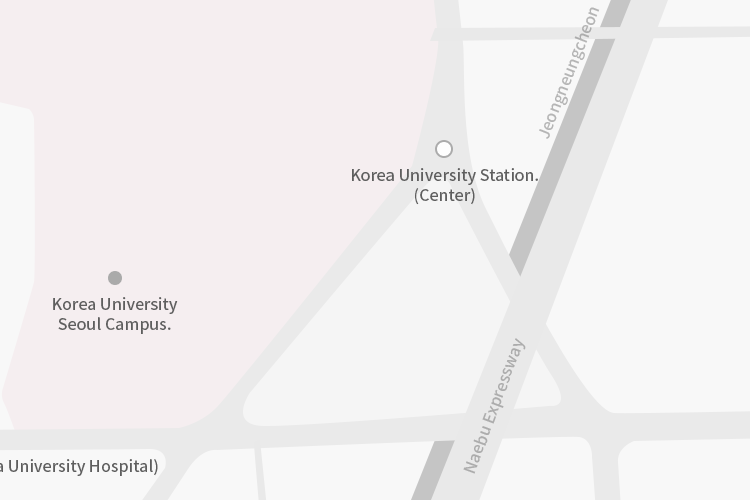 Jeongneungcheon
Korea University Station.
(Center)
Korea University
Seoul Campus.
Naebu Expressway
a University Hospital)